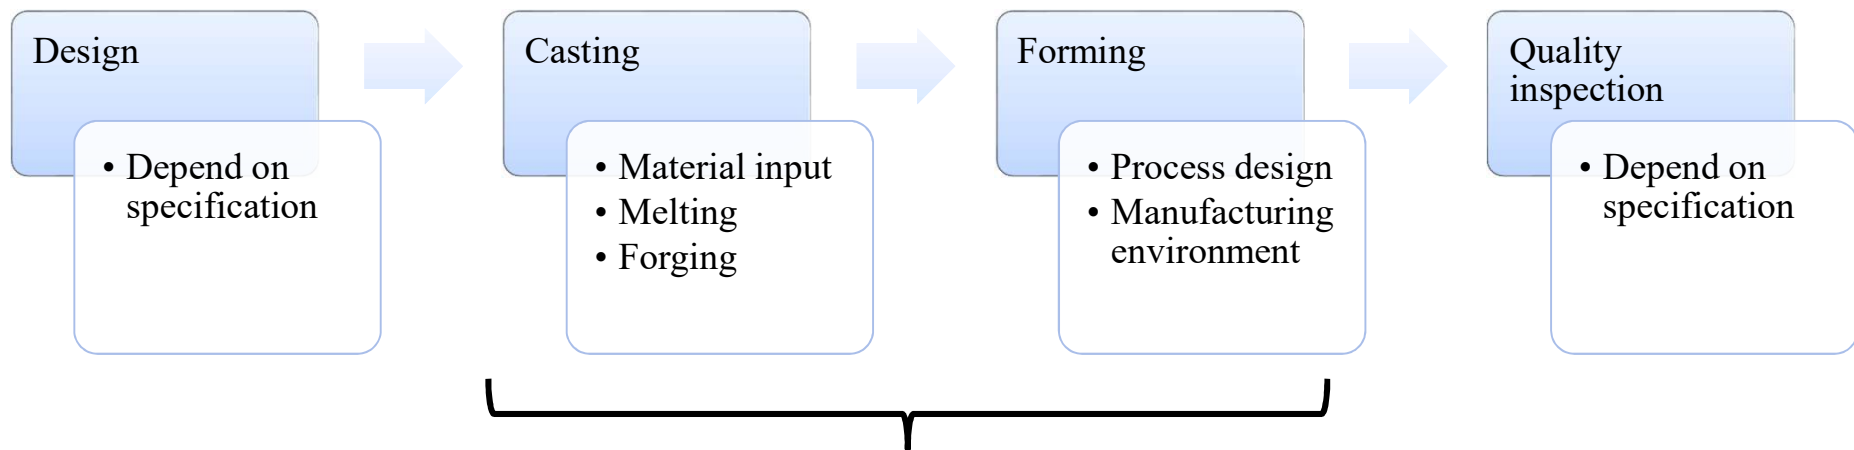 Design
• Depend on
specification
Casting
• Material input
• Melting
• Forging
Forming
• Process design
• Manufacturing
environment
Quality
inspection
• Depend on
specification